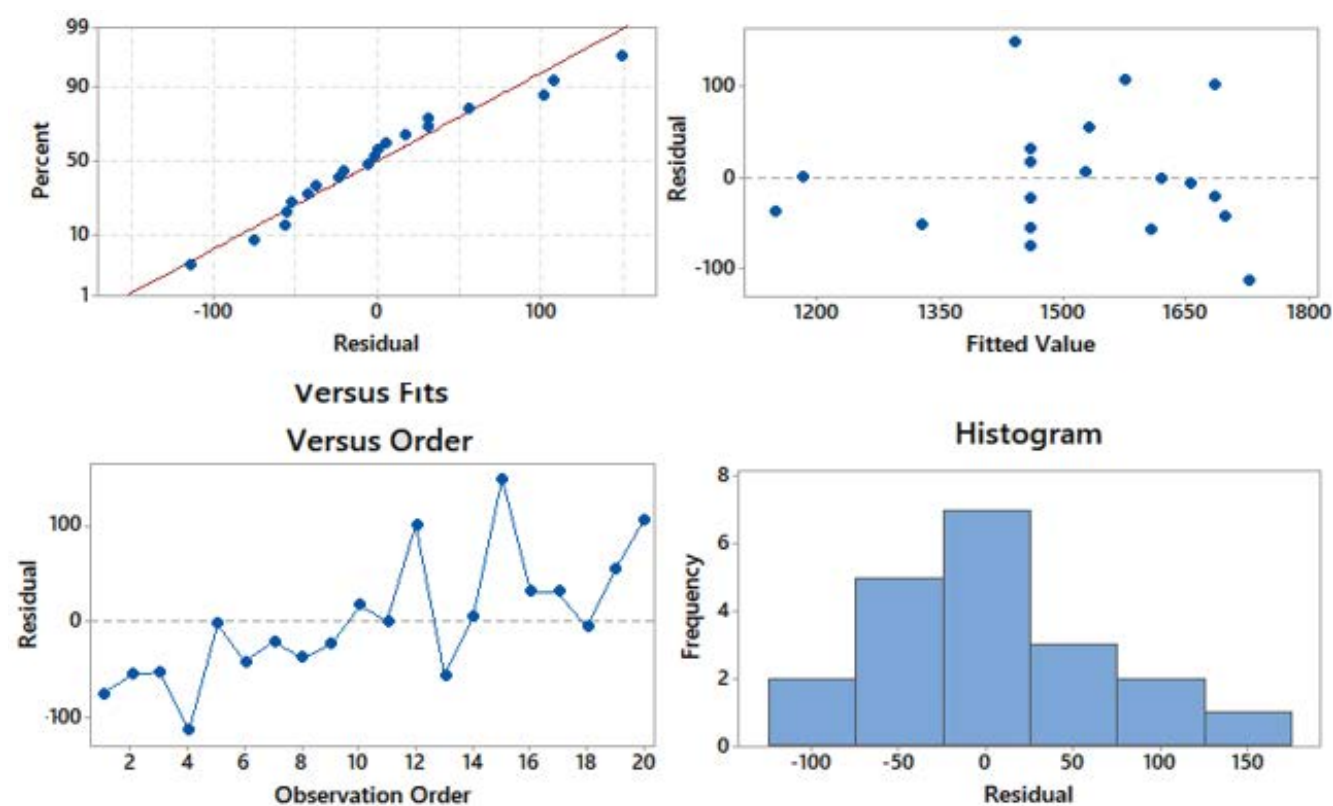 99
90
50
10
1
Percent
-100 0 100
Residual
100
0
-100
Residual
1200 1350 1500 1650 1800
Fitted Value
Versus Fits
Versus Order
100
0
-100
Residual
2 4 6 8 10 12 14 16 18 20
Observation Order
Histogram
8
6
4
2
0
Frequency
-100 -50 0 50 100 150
Residual